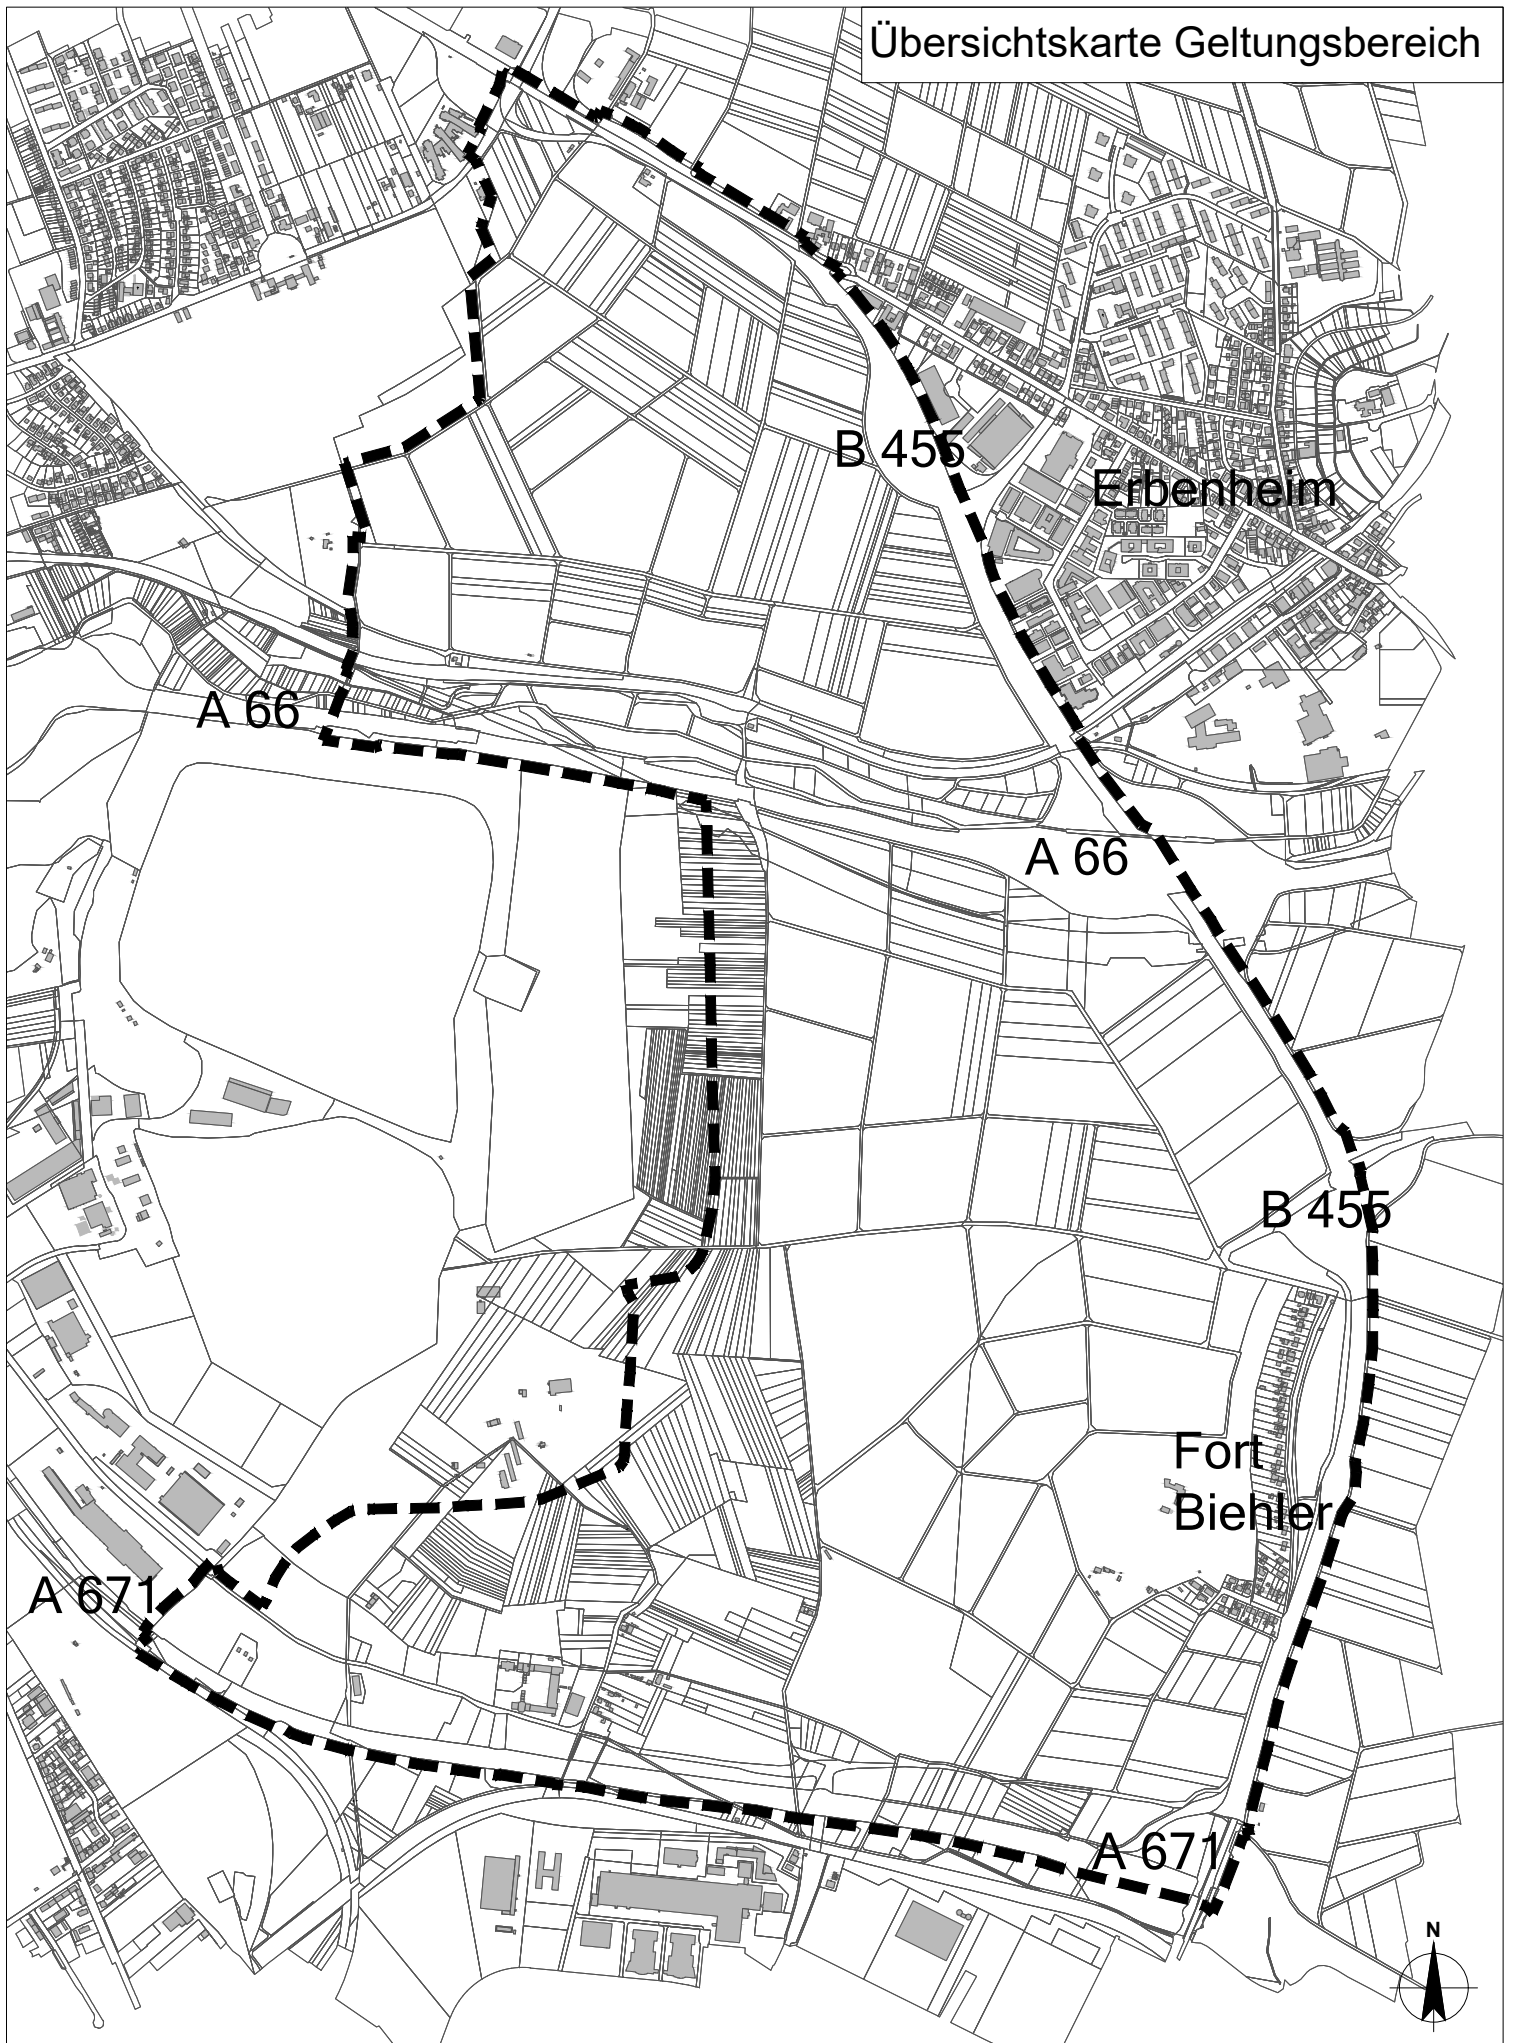 Übersichtskarte Geltungsbereich
B 455
Erbenheim
A 66
A 66
B 455
Fort
Biehler
A 671
A 671
N